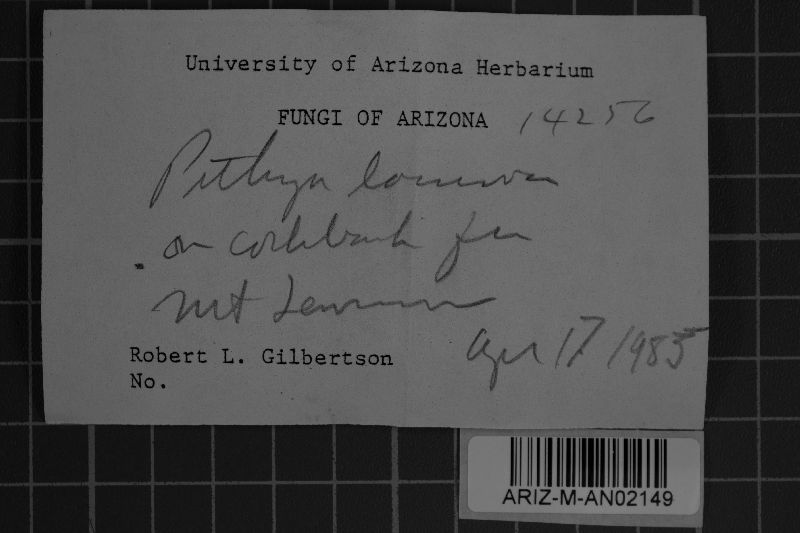 University of Arizona Herbarium
FUNGI OF ARIZONA 14256
Pithya
on corkbark fir
Mt Lemmon
Apr 17 1985
Robert L. Gilbertson
No.
ARIZ-M-AN02149